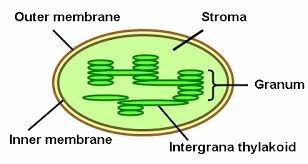 Outer membrane
Stroma
Granum
Inner membrane
Intergrana thylakoid